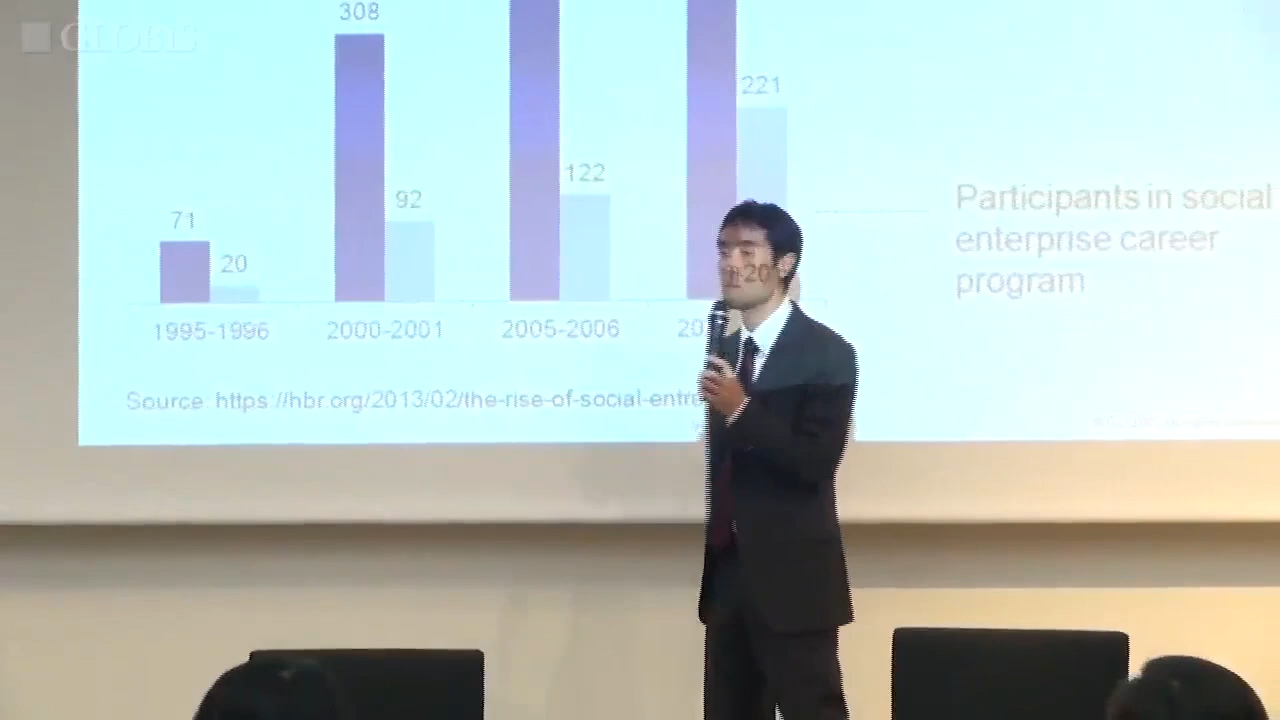 GLOBIS
308
221
122
92
71
20
Participants in social
enterprise career
program
1995-1996
2000-2001
2005-2006
20
Source: https://hbr.org/2013/02/the-rise-of-social-entre